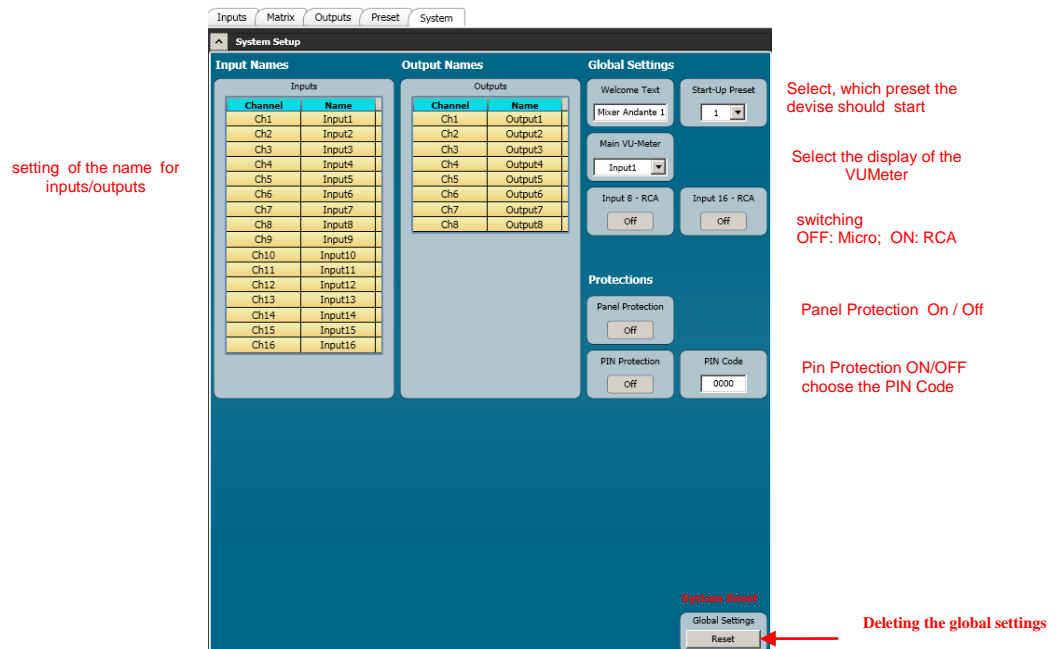 Inputs Matrix Outputs Preset System
System Setup
Input Names Output Names Global Settings
Inputs
Channel Name
Ch1 Input1
Ch2 Input2
Ch3 Input3
Ch4 Input4
Ch5 Input5
Ch6 Input6
Ch7 Input7
Ch8 Input8
Ch9 Input9
Ch10 Input10
Ch11 Input11
Ch12 Input12
Ch13 Input13
Ch14 Input14
Ch15 Input15
Ch16 Input16
Outputs
Channel Name
Ch1 Output1
Ch2 Output2
Ch3 Output3
Ch4 Output4
Ch5 Output5
Ch6 Output6
Ch7 Output7
Ch8 Output8
Welcome Text
Mixer Andante 1
Start-Up Preset
1
Main VU-Meter
Input1
Input 8 - RCA
Off
Input 16 - RCA
Off
Protections
Panel Protection
Off
PIN Protection
Off
PIN Code
0000
System Reset
Global Settings
Reset
setting of the name for
inputs/outputs
Select, which preset the
devise should start
Select the display of the
VUMeter
switching
OFF: Micro; ON: RCA
Panel Protection On / Off
Pin Protection ON/OFF
choose the PIN Code
Deleting the global settings